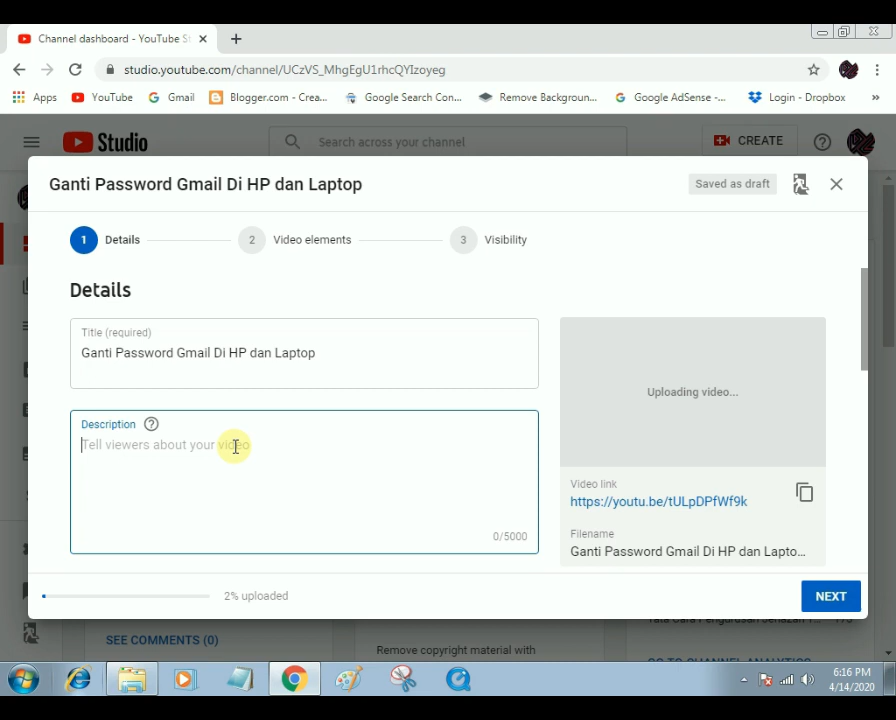 Channel dashboard - YouTube St
studio.youtube.com/channel/UCzVS_MhgEgU1rhcQYIzoyeg
Apps YouTube Gmail Blogger.com - Crea... Google Search Con... Remove Backgroun... Google AdSense -... Login - Dropbox »
Studio Search across your channel CREATE
Ganti Password Gmail Di HP dan Laptop Saved as draft
1 Details 2 Video elements 3 Visibility
Details
Title (required)
Ganti Password Gmail Di HP dan Laptop
Uploading video...
Description
Tell viewers about your video
0/5000
Video link
https://youtu.be/tULpDPfWf9k
Filename
Ganti Password Gmail Di HP dan Lapto...
2% uploaded NEXT
SEE COMMENTS (0)
Remove copyright material with
6:16 PM
4/14/2020